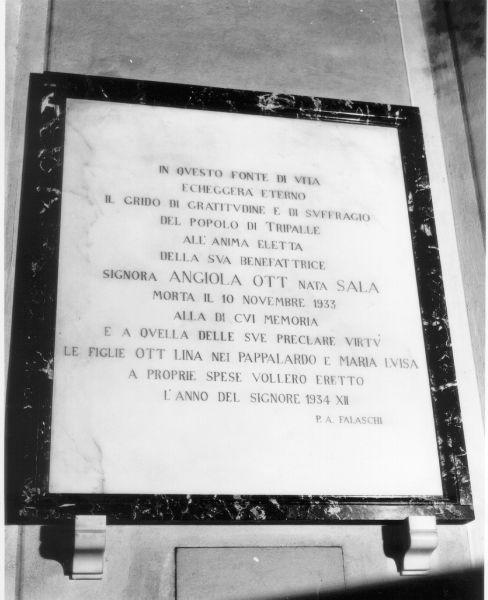 IN QVESTO FONTE DI VITA
ECHEGGERA ETERNO
IL GRIDO DI GRATITVDINE E DI SVFFRAGIO
DEL POPOLO DI TRIPALLE
ALL' ANIMA ELETTA
DELLA SVA BENEFATTRICE
SIGNORA ANGIOLA OTT NATA SALA
MORTA IL 10 NOVEMBRE 1933
ALLA DI CVI MEMORIA
E A QVELLA DELLE SVE PRECLARE VIRTV'
LE FIGLIE OTT LINA NEI PAPPALARDO E MARIA LVISA
A PROPRIE SPESE VOLLERO ERETTO
L'ANNO DEL SIGNORE 1934 XII
P. A. FALASCHI